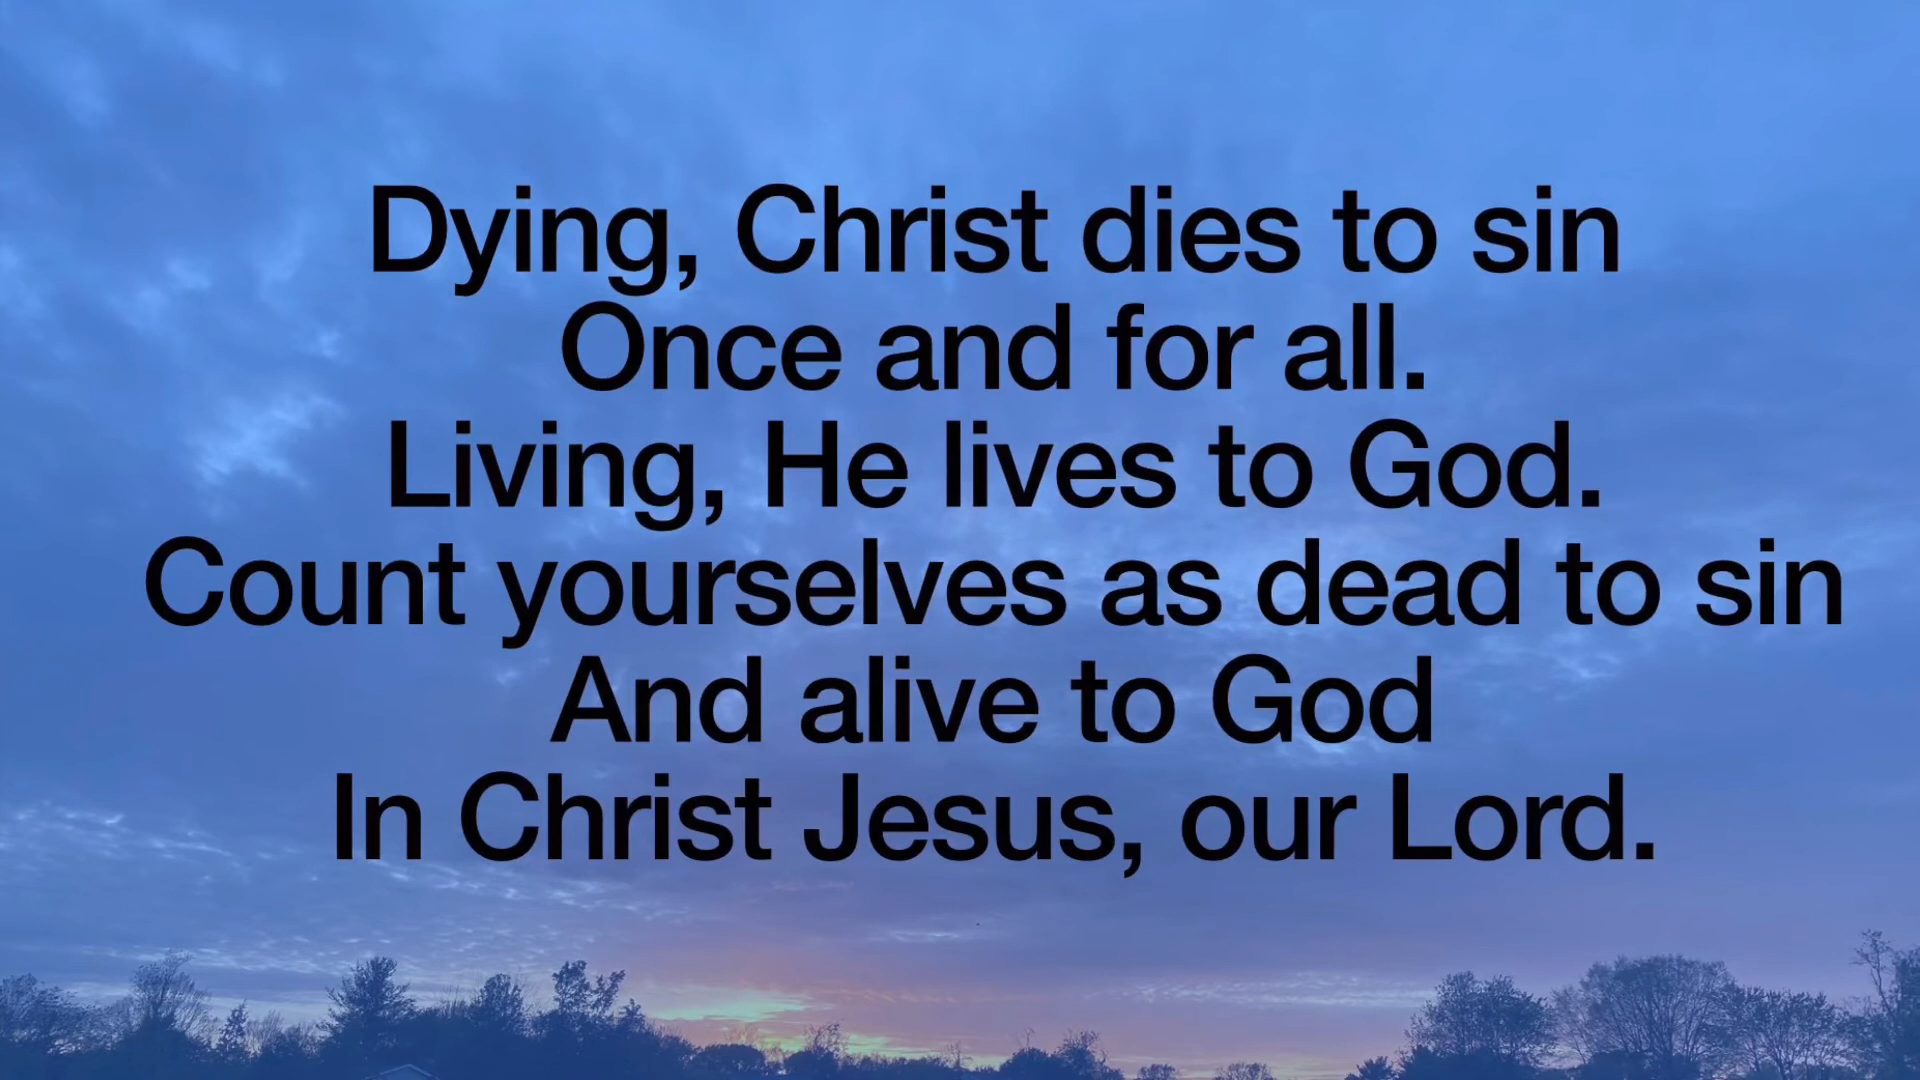 Dying, Christ dies to sin
Once and for all.
Living, He lives to God.
Count yourselves as dead to sin
And alive to God
In Christ Jesus, our Lord.